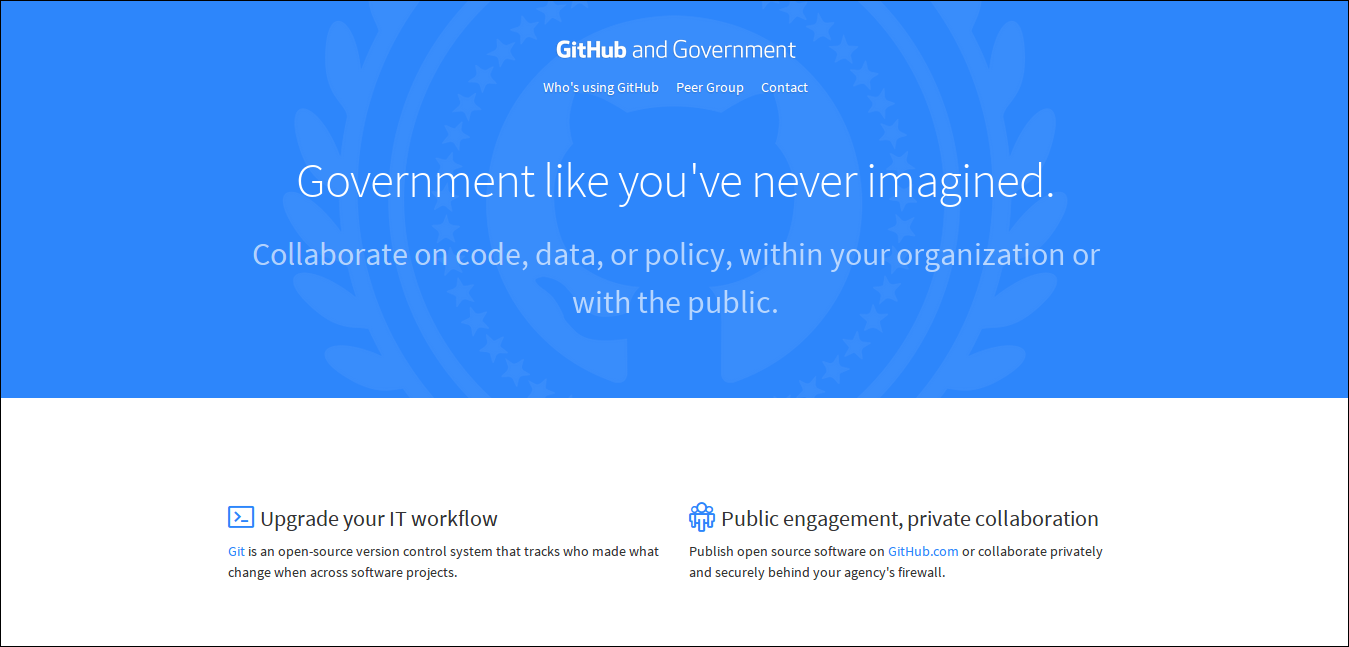 GitHub and Government
Who's using GitHub Peer Group Contact
Government like you've never imagined.
Collaborate on code, data, or policy, within your organization or
with the public.
Upgrade your IT workflow
Git is an open-source version control system that tracks who made what
change when across software projects.
Public engagement, private collaboration
Publish open source software on GitHub.com or collaborate privately
and securely behind your agency's firewall.